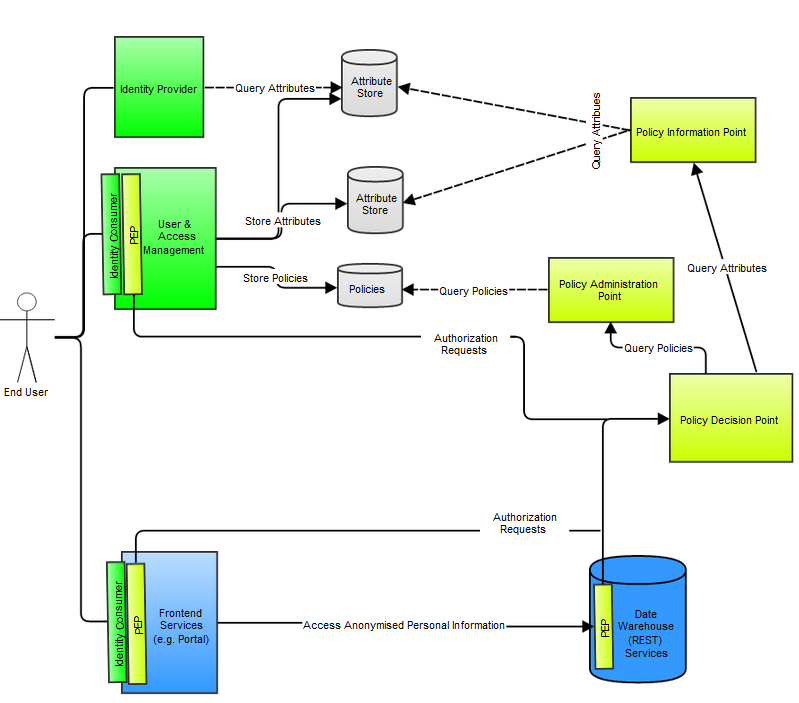 Identity Provider
Query Attributes
Attribute
Store
Query Attribues
Policy Information Point
Identity Consumer
PEP
User &
Access
Management
Store Attributes
Attribute
Store
Store Policies
Policies
Query Policies
Policy Administration
Point
Query Attributes
End User
Authorization
Requests
Query Policies
Policy Decision Point
Authorization
Requests
Identity Consumer
PEP
Frontend
Services
(e.g. Portal)
Access Anonymised Personal Information
PEP
Date
Warehouse
(REST)
Services